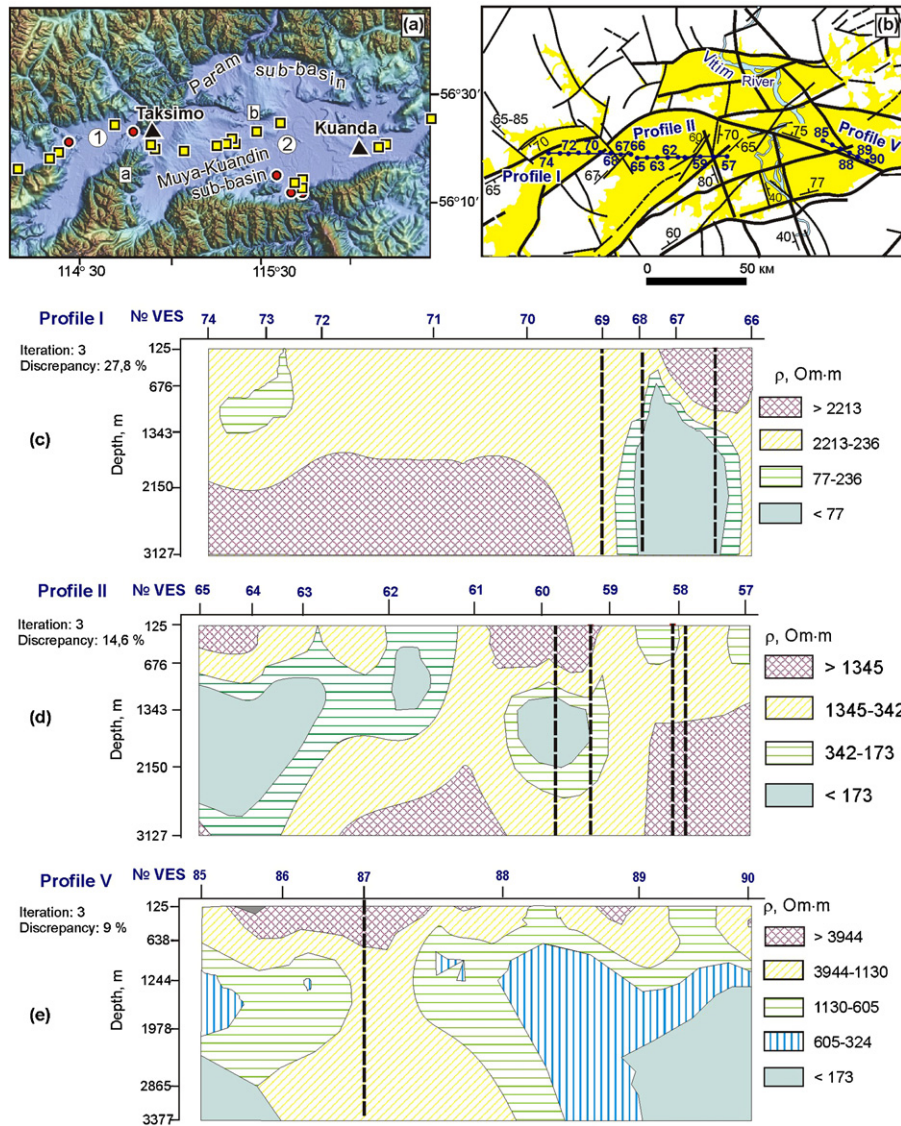 (a)
Param sub-basin
Taksimo
1
b
2
Kuanda
Muya-Kuandin
sub-basin
a
56°30'
56°10'
114°30
115°30
(b)
Vitim
River
65-85
70
Profile II
70
75
85
Profile V
72
70
67
66
62
60
65
89
74
68
65
63
59
57
88
90
65
Profile I
67
67
80
77
40
60
40
0
50 км
Profile I
№ VES
74
73
72
71
70
69
68
67
66
Iteration: 3
Discrepancy: 27,8 %
(c)
Depth, m
125
676
1343
2150
3127
ρ, Om·m
> 2213
2213-236
77-236
< 77
Profile II
№ VES
65
64
63
62
61
60
59
58
57
Iteration: 3
Discrepancy: 14,6 %
(d)
Depth, m
125
676
1343
2150
3127
ρ, Om·m
> 1345
1345-342
342-173
< 173
Profile V
№ VES
85
86
87
88
89
90
Iteration: 3
Discrepancy: 9 %
(e)
Depth, m
125
638
1244
1978
2865
3377
ρ, Om·m
> 3944
3944-1130
1130-605
605-324
< 173